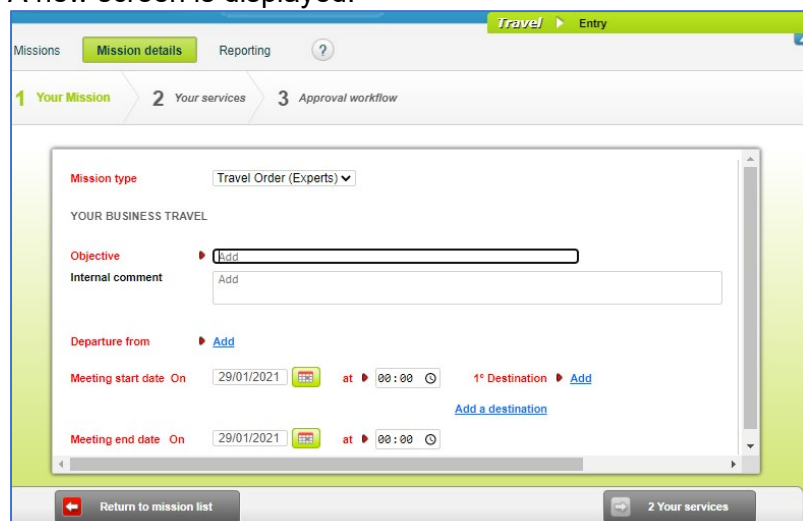 A new screen is displayed:
Travel Entry
Missions Mission details Reporting ?
1 Your Mission 2 Your services 3 Approval workflow
Mission type Travel Order (Experts)
YOUR BUSINESS TRAVEL
Objective Add
Internal comment Add
Departure from Add
Meeting start date On 29/01/2021 at 00:00 1º Destination Add
Add a destination
Meeting end date On 29/01/2021 at 00:00
Return to mission list 2 Your services